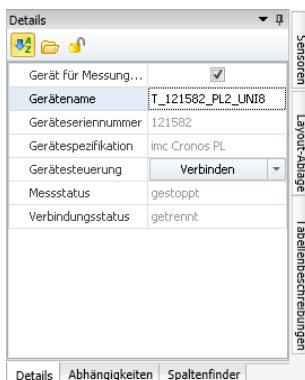 Details
Gerät für Messung...
Gerätename T_121582_PL2_UNI8
Geräteseriennummer 121582
Gerätespezifikation imc Cronos PL
Gerätesteuerung Verbinden
Messstatus gestoppt
Verbindungsstatus getrennt
Details Abhängigkeiten Spaltenfinder
Sensoren
Layout-Ablage
Tabellenbeschreibungen